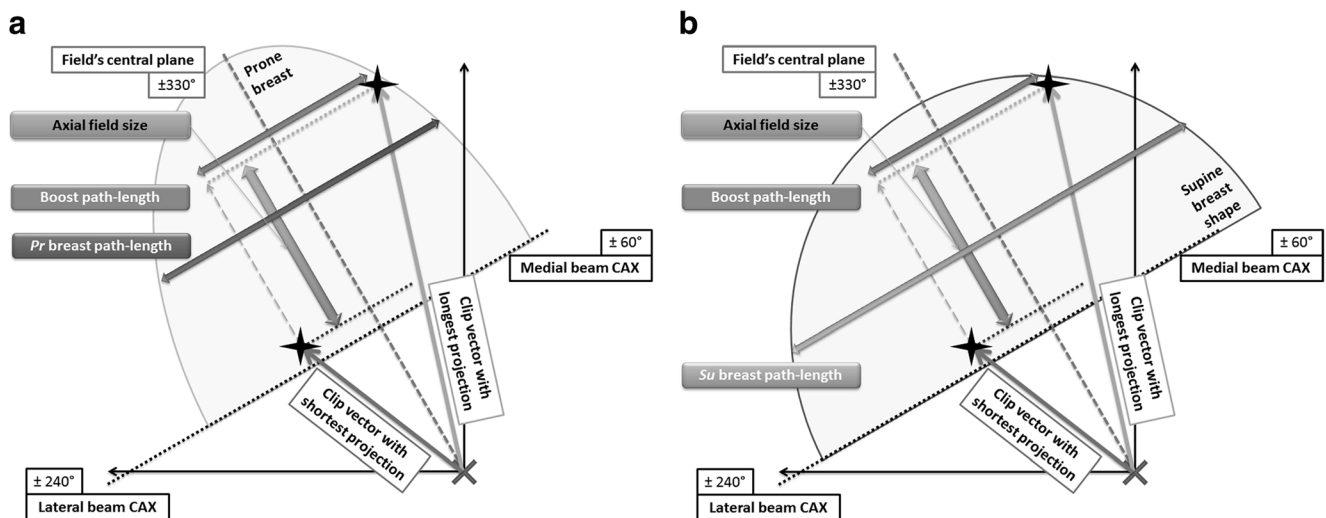 a
Field's central plane
±330°
Prone
breast
Axial field size
Boost path-length
Pr breast path-length
± 60°
Medial beam CAX
Clip vector with
longest projection
Clip vector with
shortest projection
± 240°
Lateral beam CAX
b
Field's central plane
±330°
Axial field size
Boost path-length
Supine
breast
shape
± 60°
Medial beam CAX
Su breast path-length
Clip vector with
longest projection
Clip vector with
shortest projection
± 240°
Lateral beam CAX